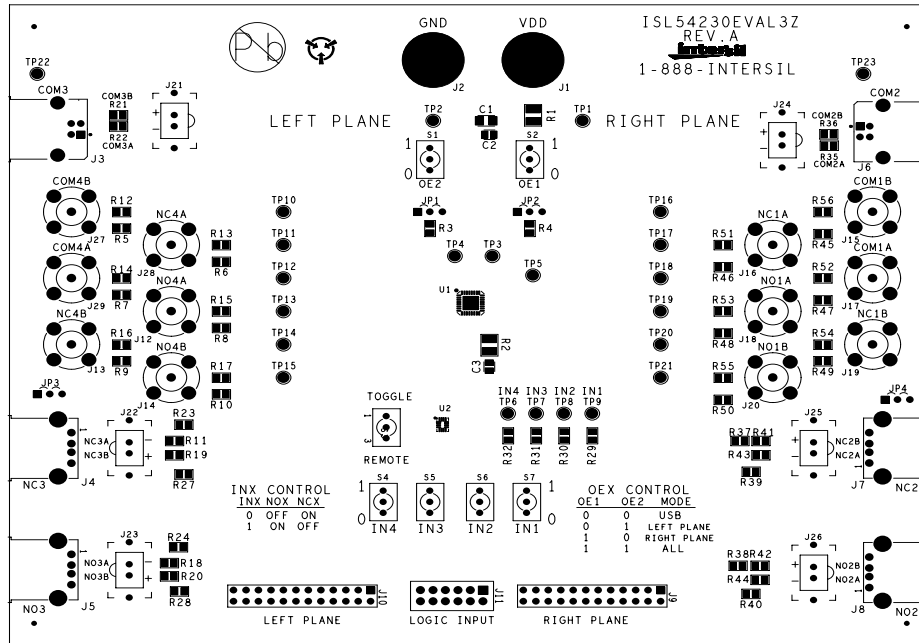 GND VDD ISL54230EVAL3Z
REV.A
intersil
1-888-INTERSIL
Pb
TP22 TP23
COM3 J21 J2 J1 COM2
COM3B R21 TP2 C1 R1 TP1 J24 COM2B R36
LEFT PLANE RIGHT PLANE
R22 COM3A C2 R35 COM2A
+ - + -
J3 S1 S2 J6
1 0 1 0
OE2 OE1
COM4B R12 TP10 JP1 JP2 TP16 R56 COM1B
NC4A NC1A
R5 J27 R13 TP11 R3 R4 TP17 R51 R45 J15
COM4A J28 R6 TP4 TP3 R46 J16 COM1A
R14 TP12 TP5 TP18 R52
NO4A U1 NO1A
J29 R7 R15 TP13 TP19 R53 R47 J17
NC4B J12 R8 R48 J18 NC1B
R16 TP14 R2 TP20 R54
NO4B NO1B
J13 R9 R17 TP15 C3 TP21 R55 R49 J19
JP3 J14 R10 R50 J20 JP4
TOGGLE IN4 IN3 IN2 IN1
TP6 TP7 TP8 TP9
J22 R23 1 S3 U2 J25
NC3A R11 3 R32 R31 R30 R29 R37 R41 NC2B
NC3B R19 REMOTE R43 NC2A
- + + -
1 J4 R27 R39 J7 1
NC3 NC2
S4 S5 S6 S7
1 0 1 0
IN4 IN3 IN2 IN1
INX CONTROL OEX CONTROL
INX NOX NCX OE1 OE2 MODE
0 OFF ON 0 0 USB
1 ON OFF 0 1 LEFT PLANE
1 0 RIGHT PLANE
1 1 ALL
J23 R24 J26
NO3A R18 R38 R42 NO2B
NO3B R20 R44 NO2A
- + + -
1 J5 R28 R40 J8 1
NO3 NO2
J10 J11 J9
LEFT PLANE LOGIC INPUT RIGHT PLANE